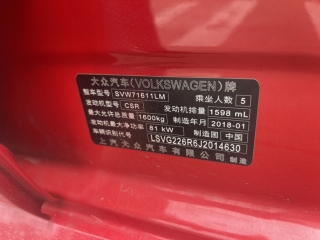 大众汽车(VOLKSWAGEN)牌
整车型号 SVW71611LM 乘坐人数 5
发动机型号 CSR 发动机排量 1598 mL
最大允许总质量 1600kg 制造年月 2018-01
发动机最大净功率 81 kW 制造国 中国
车辆识别代号 LSVG226R6J2014630
上汽大众汽车有限公司 制造